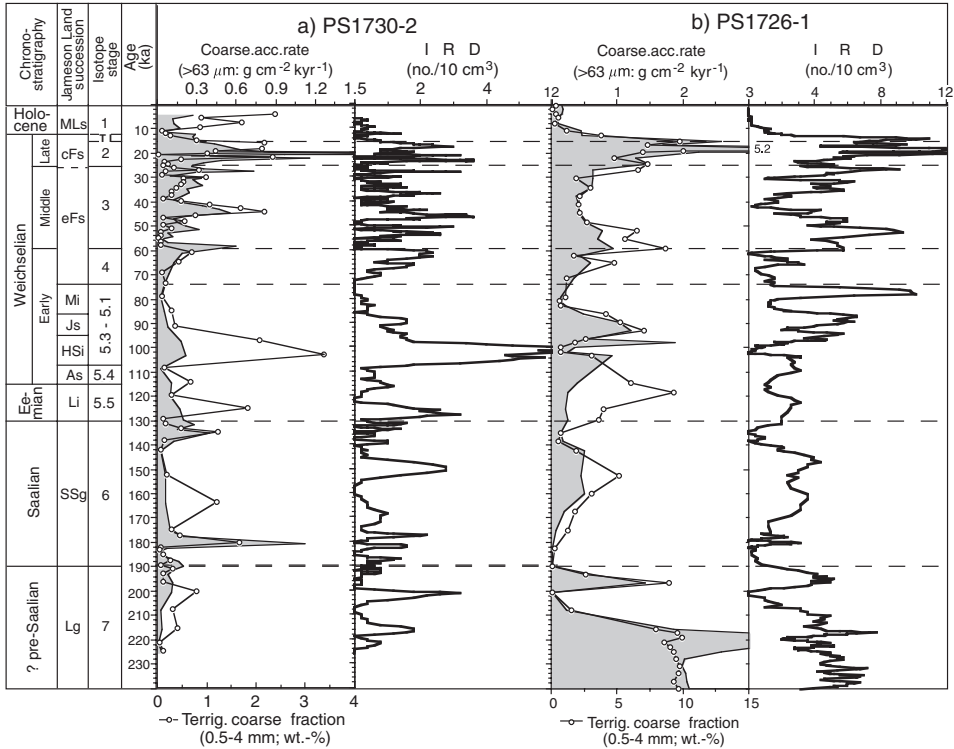 a) PS1730-2
b) PS1726-1
Chrono-
stratigraphy
Jameson Land
succession
Isotope
stage
Age
(ka)
Coarse.acc.rate
(>63 µm: g cm-2 kyr-1)
0.3 0.6 0.9 1.2 1.5
I R D
(no./10 cm3)
2 4
Coarse.acc.rate
(>63 µm: g cm-2 kyr-1)
1 2 3
I R D
(no./10 cm3)
4 8 12
Holo-
cene
MLs
1
Weichselian
Late
cFs
T
2
5.2
Middle
eFs
3
Early
4
Mi
Js
HSi
5.3 - 5.1
As
5.4
Ee-
mian
Li
5.5
Saalian
SSg
6
? pre-Saalian
Lg
7
10
20
30
40
50
60
70
80
90
100
110
120
130
140
150
160
170
180
190
200
210
220
230
0 1 2 3 4
Terrig. coarse fraction
(0.5-4 mm; wt.-%)
0 5 10 15
Terrig. coarse fraction
(0.5-4 mm; wt.-%)